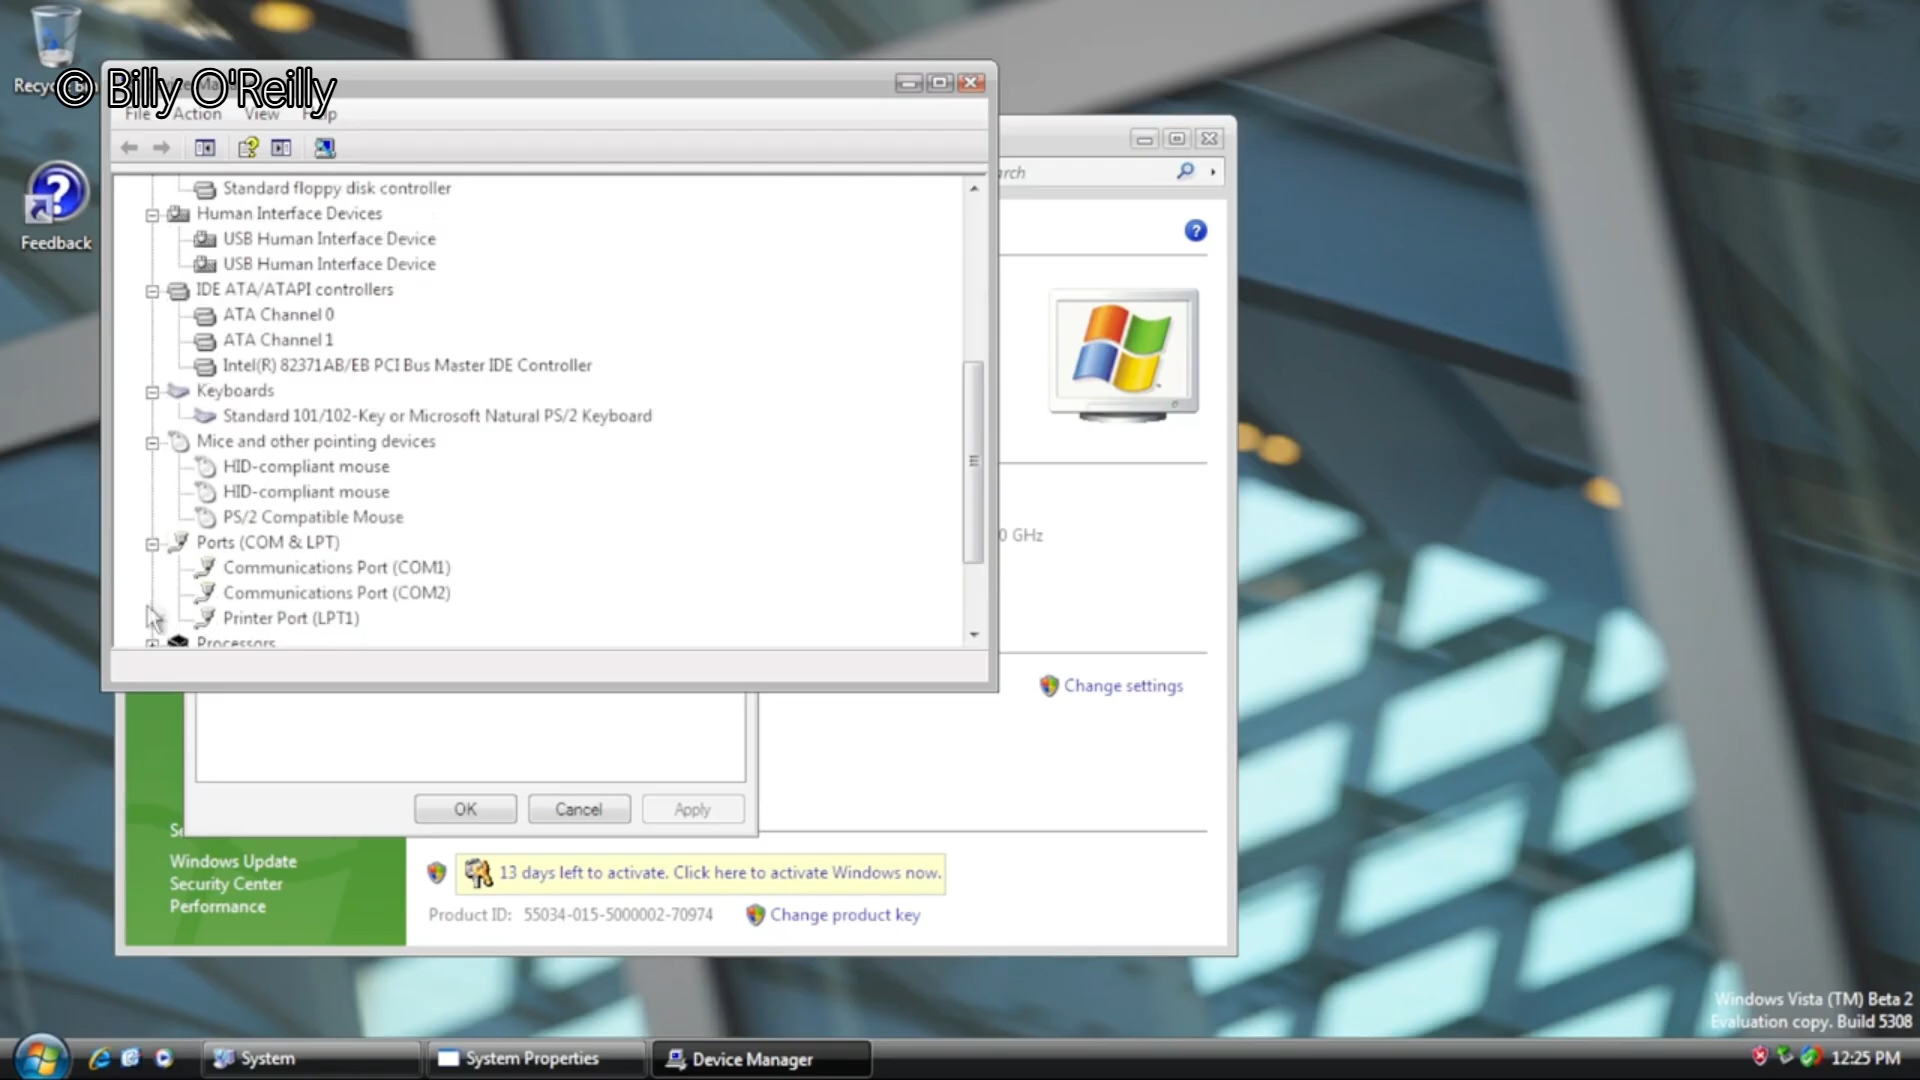 Recycle Bin
© Billy O'Reilly
File Action View Help
Standard floppy disk controller
Human Interface Devices
USB Human Interface Device
USB Human Interface Device
IDE ATA/ATAPI controllers
ATA Channel 0
ATA Channel 1
Intel(R) 82371AB/EB PCI Bus Master IDE Controller
Keyboards
Standard 101/102-Key or Microsoft Natural PS/2 Keyboard
Mice and other pointing devices
HID-compliant mouse
HID-compliant mouse
PS/2 Compatible Mouse
Ports (COM & LPT)
Communications Port (COM1)
Communications Port (COM2)
Printer Port (LPT1)
Processors
Feedback
arch
0 GHz
Change settings
OK Cancel Apply
Se
Windows Update
Security Center
Performance
13 days left to activate. Click here to activate Windows now.
Product ID: 55034-015-5000002-70974 Change product key
Windows Vista (TM) Beta 2
Evaluation copy. Build 5308
System System Properties Device Manager 12:25 PM